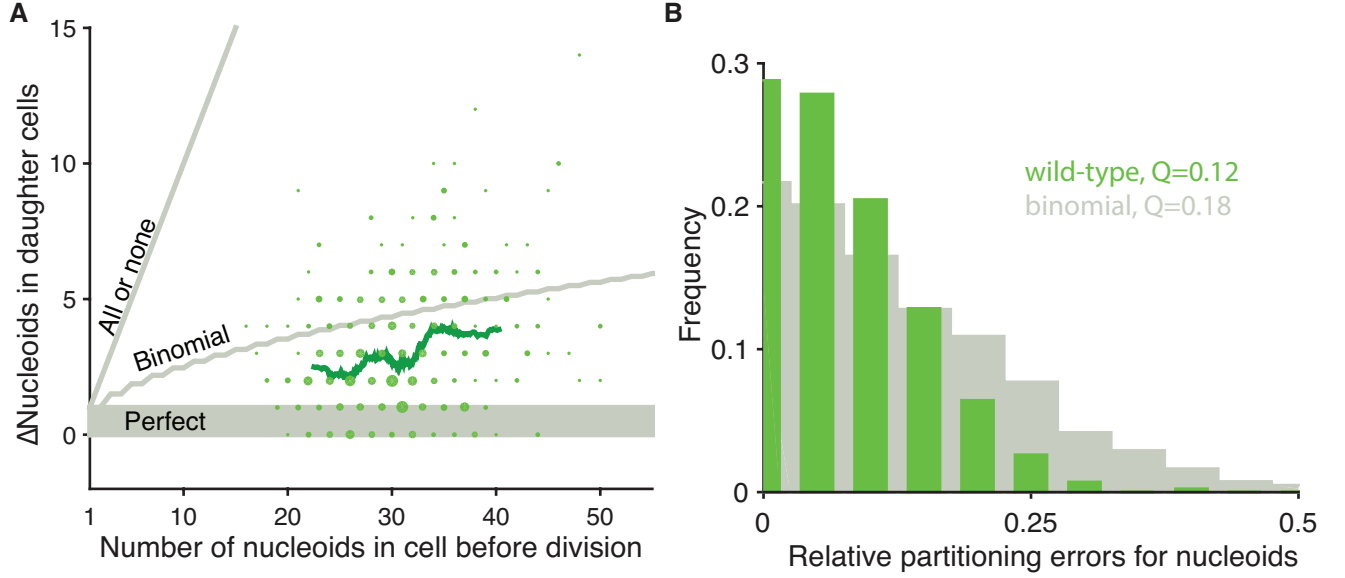 A
15
10
5
0
ΔNucleoids in daughter cells
All or none
Binomial
Perfect
1 10 20 30 40 50
Number of nucleoids in cell before division
B
0.3
0.2
0.1
0
Frequency
wild-type, Q=0.12
binomial, Q=0.18
0 0.25 0.5
Relative partitioning errors for nucleoids